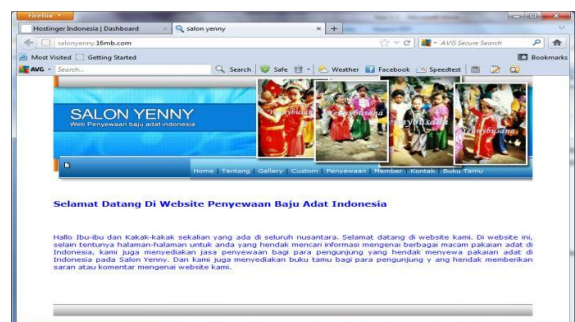 Firefox
Hostinger Indonesia | Dashboard × salon yenny × +
salonyenny.16mb.com AVG Secure Search
Most Visited Getting Started Bookmarks
AVG Search... Search Safe Weather Facebook Speedtest
SALON YENNY
Web Penyewaan baju adat indonesia
Home Tentang Gallery Custom Penyewaan Member Kontak Buku Tamu
Selamat Datang Di Website Penyewaan Baju Adat Indonesia
Hallo Ibu-ibu dan Kakak-kakak sekalian yang ada di seluruh nusantara. Selamat datang di website kami. Di website ini,
selain tentunya halaman-halaman untuk anda yang hendak mencari informasi mengenai berbagai macam pakaian adat di
Indonesia, kami juga menyediakan jasa penyewaan bagi para pengunjung yang hendak menyewa pakaian adat di
Indonesia pada Salon Yenny. Dan kami juga menyediakan buku tamu bagi para pengunjung y ang hendak memberikan
saran atau komentar mengenai website kami.